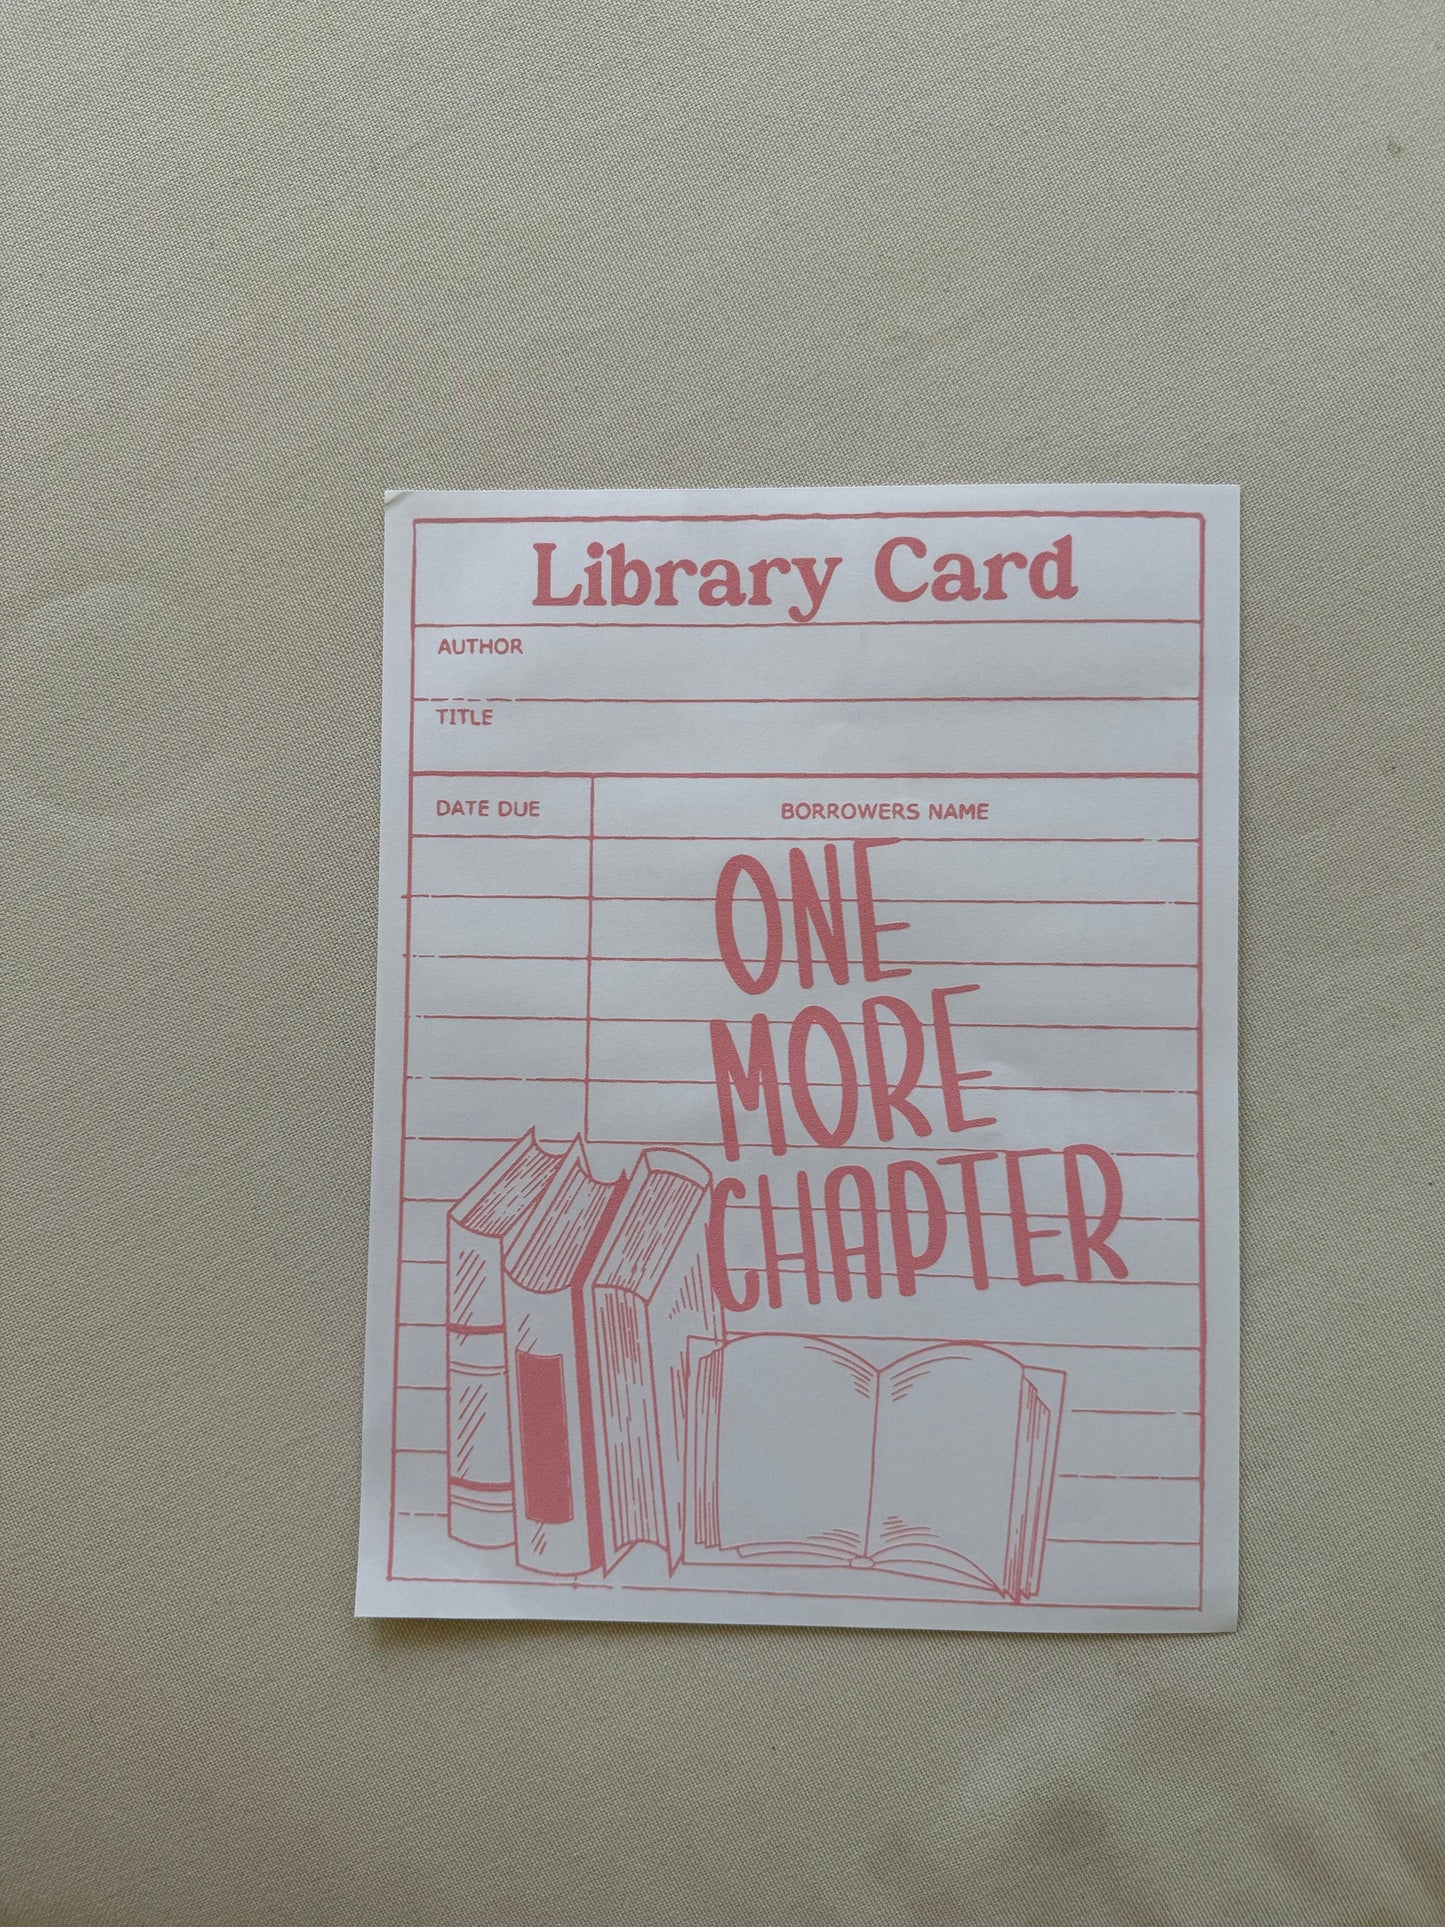 Library Card
AUTHOR
TITLE
DATE DUE
BORROWERS NAME
ONE
MORE
CHAPTER